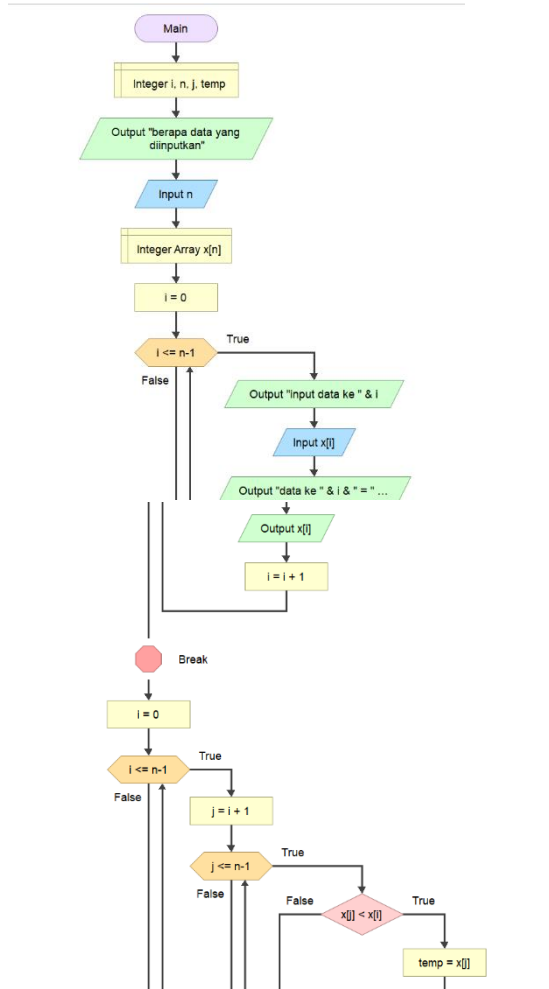 Main
Integer i, n, j, temp
Output "berapa data yang
diinputkan"
Input n
Integer Array x[n]
i = 0
i <= n-1
True
False
Output "input data ke " & i
Input x[i]
Output "data ke " & i & " = " ...
Output x[i]
i = i + 1
Break
i = 0
i <= n-1
True
False
j = i + 1
j <= n-1
True
False
x[j] < x[i]
False
True
temp = x[j]